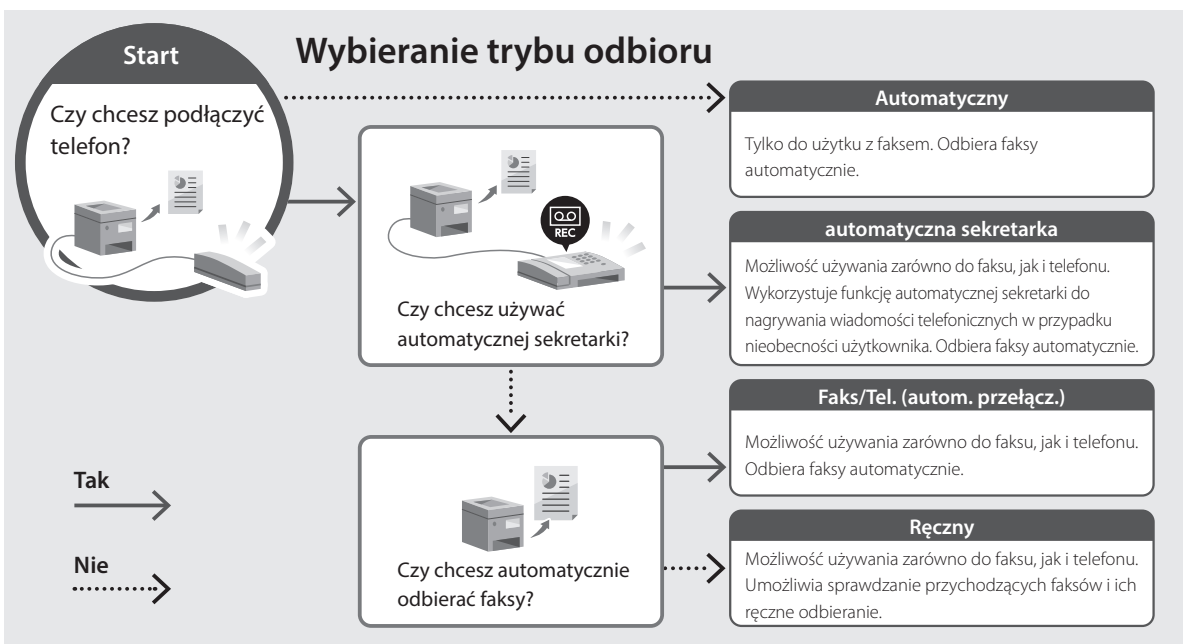 Wybieranie trybu odbioru
Start
Czy chcesz podłączyć
telefon?
REC
Czy chcesz używać
automatycznej sekretarki?
Czy chcesz automatycznie
odbierać faksy?
Automatyczny
Tylko do użytku z faksem. Odbiera faksy
automatycznie.
automatyczna sekretarka
Możliwość używania zarówno do faksu, jak i telefonu.
Wykorzystuje funkcję automatycznej sekretarki do
nagrywania wiadomości telefonicznych w przypadku
nieobecności użytkownika. Odbiera faksy automatycznie.
Faks/Tel. (autom. przełącz.)
Możliwość używania zarówno do faksu, jak i telefonu.
Odbiera faksy automatycznie.
Ręczny
Możliwość używania zarówno do faksu, jak i telefonu.
Umożliwia sprawdzanie przychodzących faksów i ich
ręczne odbieranie.
Tak
Nie